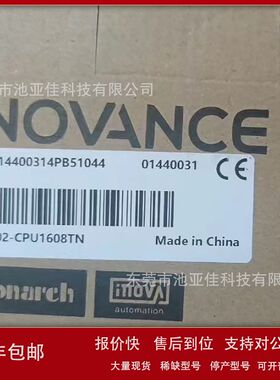 东莞市池亚佳科技有限公司
NOVANCE
14400314PB51044
01440031
CE
02-CPU1608TN
Made in China
东莞市池亚佳科技有限公司
onarch
inovA
automation
包邮
报价快 售后到位 支持对公
大量现货 稀缺型号 停产型号 可开